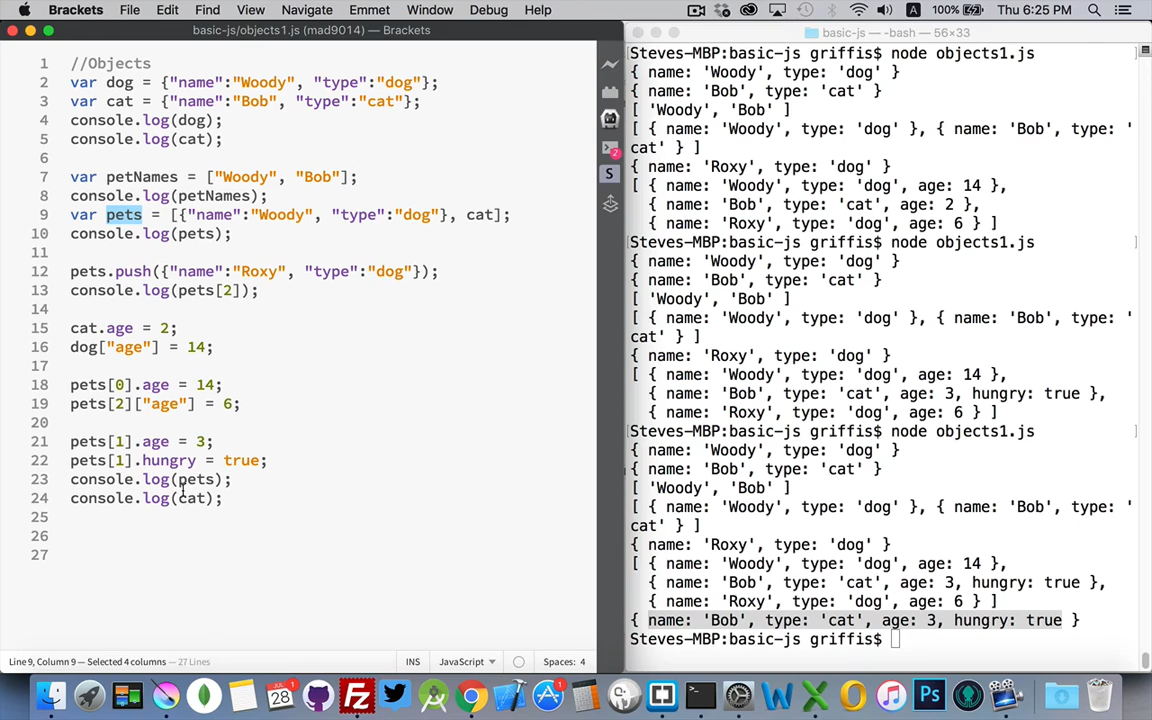 Brackets File Edit Find View Navigate Emmet Window Debug Help 100% Thu 6:25 PM
basic-js/objects1.js (mad9014) — Brackets
1 //Objects
2 var dog = {"name":"Woody", "type":"dog"};
3 var cat = {"name":"Bob", "type":"cat"};
4 console.log(dog);
5 console.log(cat);
6
7 var petNames = ["Woody", "Bob"];
8 console.log(petNames);
9 var pets = [{"name":"Woody", "type":"dog"}, cat];
10 console.log(pets);
11
12 pets.push({"name":"Roxy", "type":"dog"});
13 console.log(pets[2]);
14
15 cat.age = 2;
16 dog["age"] = 14;
17
18 pets[0].age = 14;
19 pets[2]["age"] = 6;
20
21 pets[1].age = 3;
22 pets[1].hungry = true;
23 console.log(pets);
24 console.log(cat);
25
26
27
Line 9, Column 9 — Selected 4 columns — 27 Lines
INS JavaScript Spaces: 4
2
S
basic-js — -bash — 56×33
Steves-MBP:basic-js griffis$ node objects1.js
{ name: 'Woody', type: 'dog' }
{ name: 'Bob', type: 'cat' }
[ 'Woody', 'Bob' ]
[ { name: 'Woody', type: 'dog' }, { name: 'Bob', type: '
cat' } ]
{ name: 'Roxy', type: 'dog' }
[ { name: 'Woody', type: 'dog', age: 14 },
{ name: 'Bob', type: 'cat', age: 2 },
{ name: 'Roxy', type: 'dog', age: 6 } ]
Steves-MBP:basic-js griffis$ node objects1.js
{ name: 'Woody', type: 'dog' }
{ name: 'Bob', type: 'cat' }
[ 'Woody', 'Bob' ]
[ { name: 'Woody', type: 'dog' }, { name: 'Bob', type: '
cat' } ]
{ name: 'Roxy', type: 'dog' }
[ { name: 'Woody', type: 'dog', age: 14 },
{ name: 'Bob', type: 'cat', age: 3, hungry: true },
{ name: 'Roxy', type: 'dog', age: 6 } ]
Steves-MBP:basic-js griffis$ node objects1.js
{ name: 'Woody', type: 'dog' }
{ name: 'Bob', type: 'cat' }
[ 'Woody', 'Bob' ]
[ { name: 'Woody', type: 'dog' }, { name: 'Bob', type: '
cat' } ]
{ name: 'Roxy', type: 'dog' }
[ { name: 'Woody', type: 'dog', age: 14 },
{ name: 'Bob', type: 'cat', age: 3, hungry: true },
{ name: 'Roxy', type: 'dog', age: 6 } ]
{ name: 'Bob', type: 'cat', age: 3, hungry: true }
Steves-MBP:basic-js griffis$
JUL 28
Fz
1
W
X
O
Ps